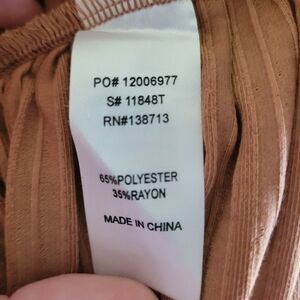 PO# 12006977
S# 11848T
RN#138713
65%POLYESTER
35%RAYON
MADE IN CHINA